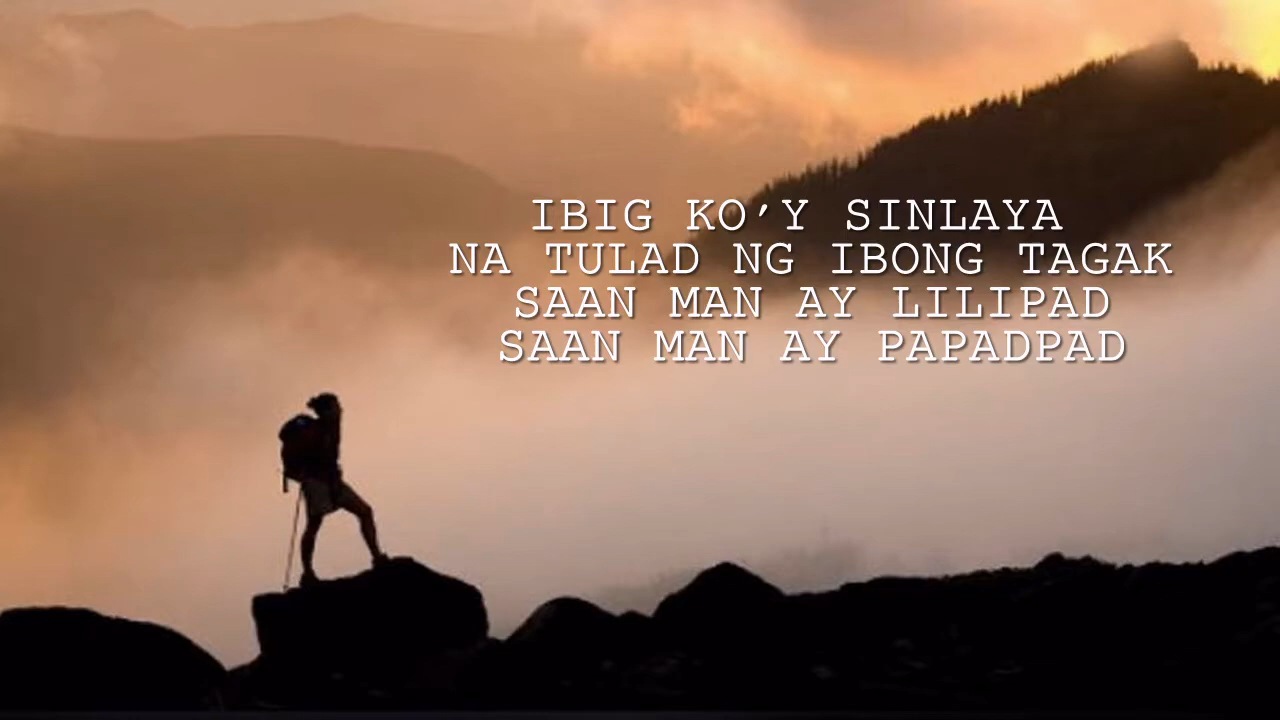 IBIG KO’Y SINLAYA
NA TULAD NG IBONG TAGAK
SAAN MAN AY LILIPAD
SAAN MAN AY PAPADPAD